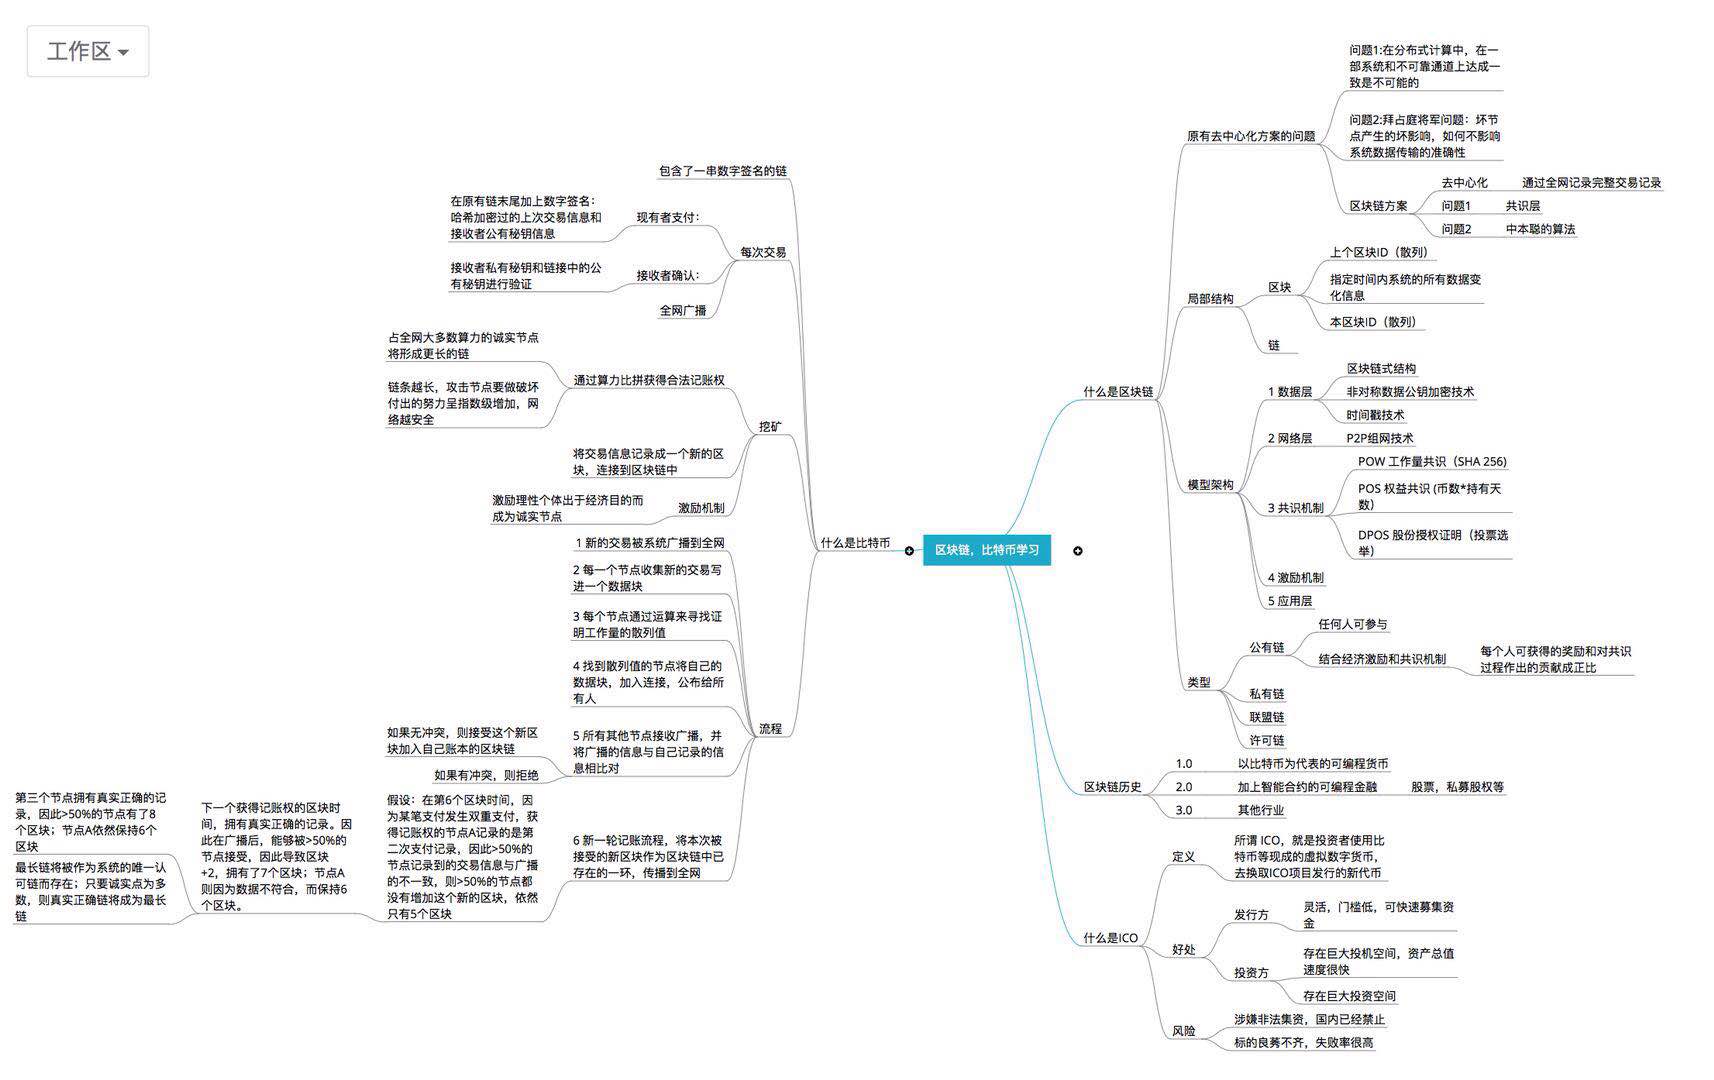 工作区
区块链，比特币学习
什么是区块链
原有去中心化方案的问题
问题1:在分布式计算中，在一
部系统和不可靠通道上达成一
致是不可能的
问题2:拜占庭将军问题：坏节
点产生的坏影响，如何不影响
系统数据传输的准确性
区块链方案
去中心化
通过全网记录完整交易记录
问题1
共识层
问题2
中本聪的算法
局部结构
区块
上个区块ID（散列）
指定时间内系统的所有数据变
化信息
本区块ID（散列）
链
模型架构
1 数据层
区块链式结构
非对称数据公钥加密技术
时间戳技术
2 网络层
P2P组网技术
3 共识机制
POW 工作量共识（SHA 256)
POS 权益共识 (币数*持有天
数）
DPOS 股份授权证明（投票选
举）
4 激励机制
5 应用层
类型
公有链
任何人可参与
结合经济激励和共识机制
每个人可获得的奖励和对共识
过程作出的贡献成正比
私有链
联盟链
许可链
区块链历史
1.0
以比特币为代表的可编程货币
2.0
加上智能合约的可编程金融
股票，私募股权等
3.0
其他行业
什么是ICO
定义
所谓 ICO，就是投资者使用比
特币等现成的虚拟数字货币，
去换取ICO项目发行的新代币
好处
发行方
灵活，门槛低，可快速募集资
金
投资方
存在巨大投机空间，资产总值
速度很快
存在巨大投资空间
风险
涉嫌非法集资，国内已经禁止
标的良莠不齐，失败率很高
什么是比特币
包含了一串数字签名的链
每次交易
现有者支付：
在原有链末尾加上数字签名：
哈希加密过的上次交易信息和
接收者公有秘钥信息
接收者确认：
接收者私有秘钥和链接中的公
有秘钥进行验证
全网广播
挖矿
通过算力比拼获得合法记账权
占全网大多数算力的诚实节点
将形成更长的链
链条越长，攻击节点要做破坏
付出的努力呈指数级增加，网
络越安全
将交易信息记录成一个新的区
块，连接到区块链中
激励机制
激励理性个体出于经济目的而
成为诚实节点
流程
1 新的交易被系统广播到全网
2 每一个节点收集新的交易写
进一个数据块
3 每个节点通过运算来寻找证
明工作量的散列值
4 找到散列值的节点将自己的
数据块，加入连接，公布给所
有人
5 所有其他节点接收广播，并
将广播的信息与自己记录的信
息相比对
如果无冲突，则接受这个新区
块加入自己账本的区块链
如果有冲突，则拒绝
6 新一轮记账流程，将本次被
接受的新区块作为区块链中已
存在的一环，传播到全网
假设：在第6个区块时间，因
为某笔支付发生双重支付，获
得记账权的节点A记录的是第
二次支付记录，因此>50%的
节点记录到的交易信息与广播
的不一致，则>50%的节点都
没有增加这个新的区块，依然
只有5个区块
下一个获得记账权的区块时
间，拥有真实正确的记录。因
此在广播后，能够被>50%的
节点接受，因此导致区块
+2，拥有了7个区块；节点A
则因为数据不符合，而保持6
个区块。
第三个节点拥有真实正确的记
录，因此>50%的节点有了8
个区块；节点A依然保持6个
区块
最长链将被作为系统的唯一认
可链而存在；只要诚实点为多
数，则真实正确链将成为最长
链